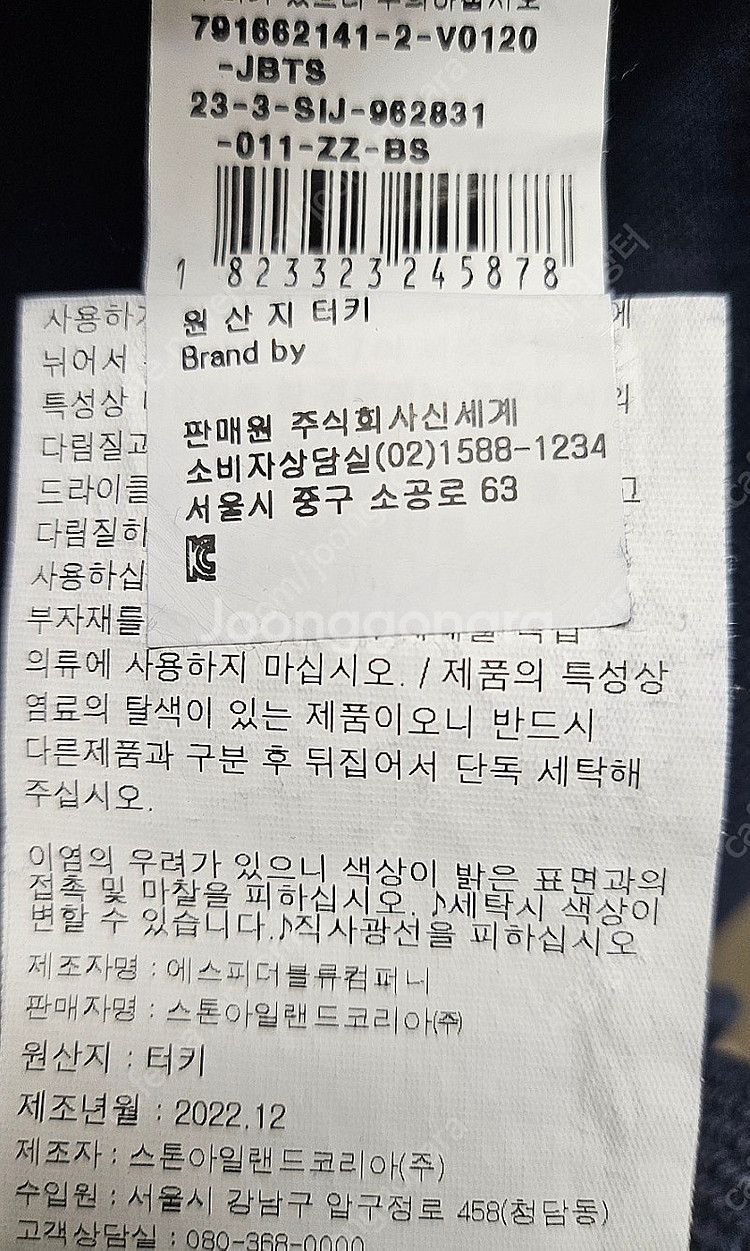 791662141-2-V0120
-JBTS
23-3-SIJ-962831
-011-ZZ-BS
1 823323 245878
원 산 지 터키
Brand by
판매원 주식회사신세계
소비자상담실(02)1588-1234
서울시 중구 소공로 63
사용하
뉘어서
특성상
다림질고
드라이클
다림질하
사용하십
부자재를
의류에 사용하지 마십시오. / 제품의 특성상
염료의 탈색이 있는 제품이오니 반드시
다른제품과 구분 후 뒤집어서 단독 세탁해
주십시오.
이염의 우려가 있으니 색상이 밝은 표면과의
접촉 및 마찰을 피하십시오. ♪세탁시 색상이
변할 수 있습니다.♪직사광선을 피하십시오
제조자명 : 에스피더블류컴퍼니
판매자명 : 스톤아일랜드코리아(주)
원산지 : 터키
제조년월 : 2022.12
제조자 : 스톤아일랜드코리아(주)
수입원 : 서울시 강남구 압구정로 458(청담동)
고객상담실 : 080-368-0000
Joonggonara